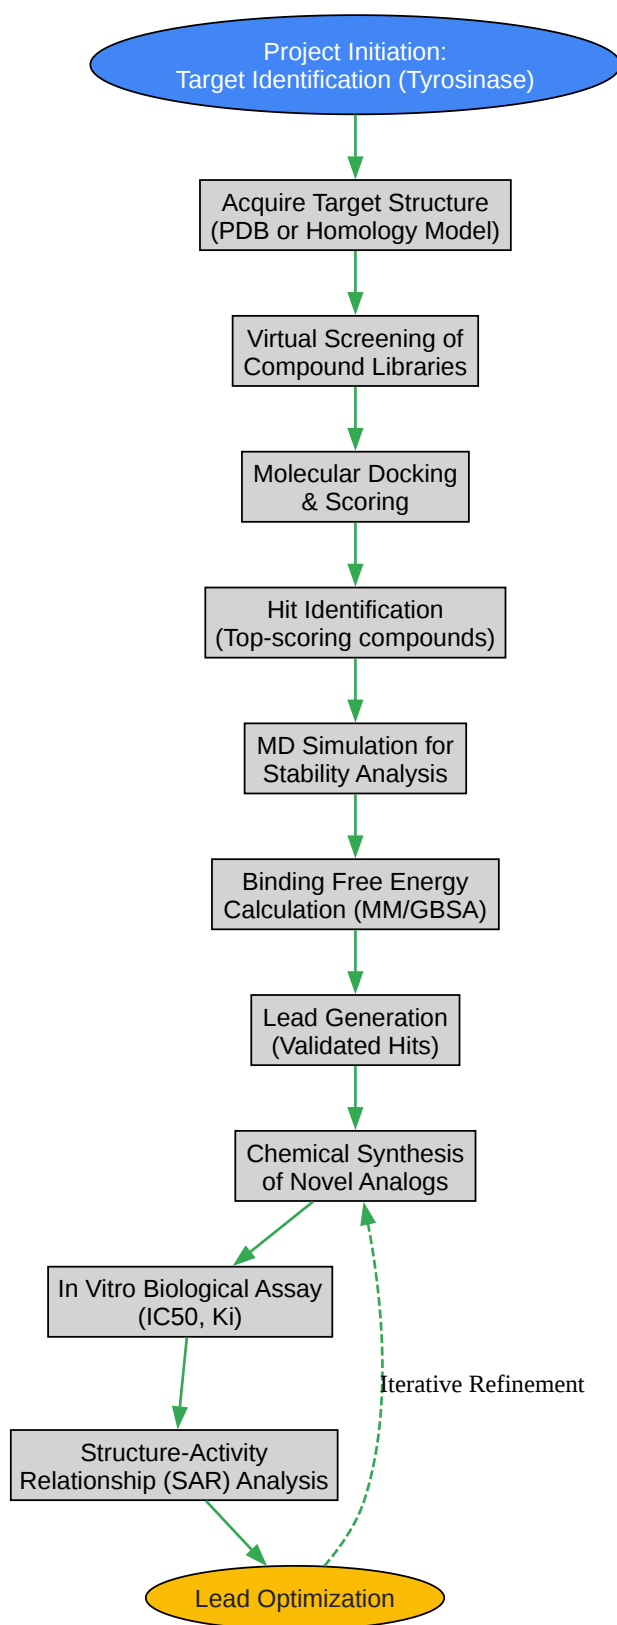 Project Initiation:
Target Identification (Tyrosinase)
Acquire Target Structure
(PDB or Homology Model)
Virtual Screening of
Compound Libraries
Molecular Docking
& Scoring
Hit Identification
(Top-scoring compounds)
MD Simulation for
Stability Analysis
Binding Free Energy
Calculation (MM/GBSA)
Lead Generation
(Validated Hits)
Chemical Synthesis
of Novel Analogs
In Vitro Biological Assay
(IC50, Ki)
Iterative Refinement
Structure-Activity
Relationship (SAR) Analysis
Lead Optimization